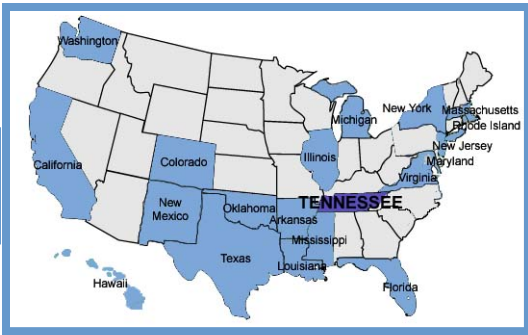 Washington
New York
Massachusetts
Michigan
Rhode Island
New Jersey
Illinois
Maryland
California
Colorado
Virginia
TENNESSEE
New
Mexico
Oklahoma
Arkansas
Mississippi
Texas
Louisiana
Hawaii
Florida